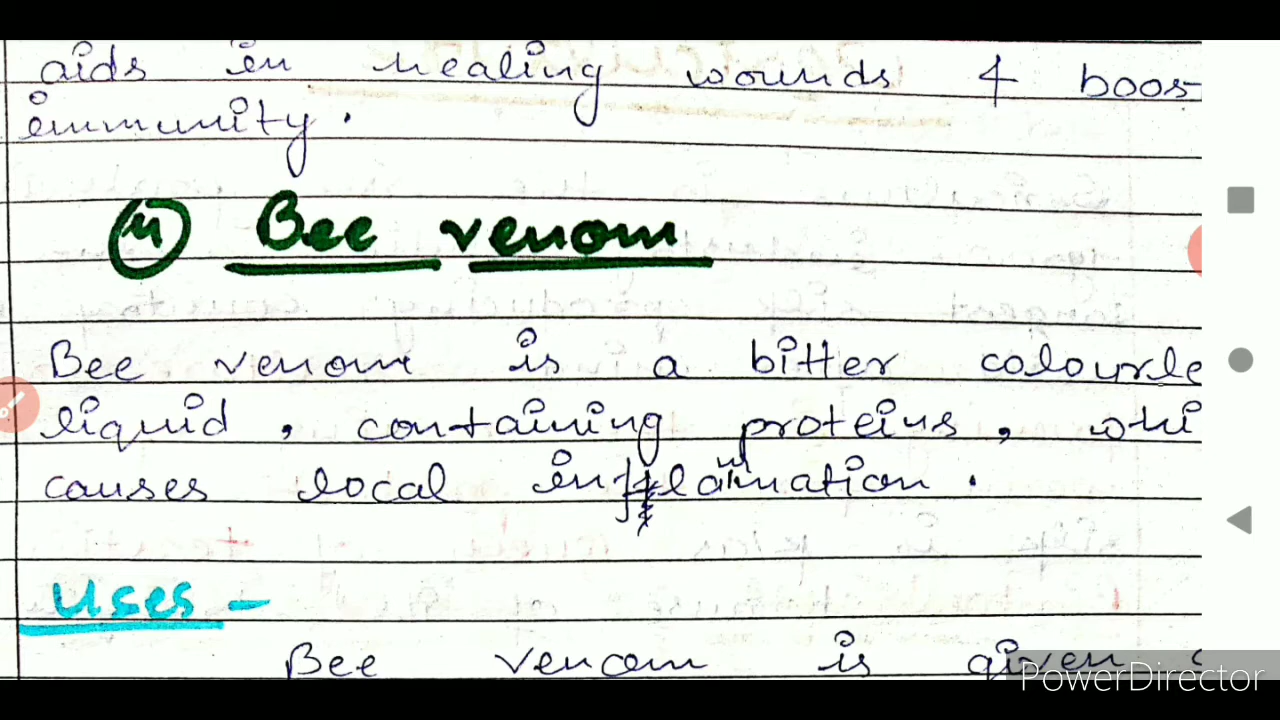 aids in healing wounds & boos
immunity.
(4) Bee venom
Bee venom is a bitter colourle
liquid, containing proteins, whi
causes local inflammation.
Uses -
Bee venom is given
PowerDirector